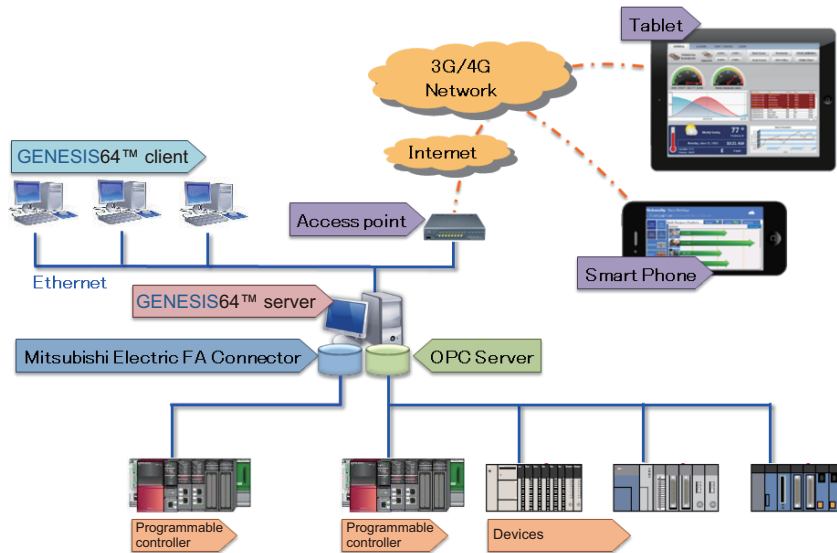 Tablet
3G/4G
Network
GENESIS64™ client
Internet
77°
Access point
Smart Phone
Ethernet
GENESIS64™ server
Mitsubishi Electric FA Connector
OPC Server
Programmable
controller
Programmable
controller
Devices